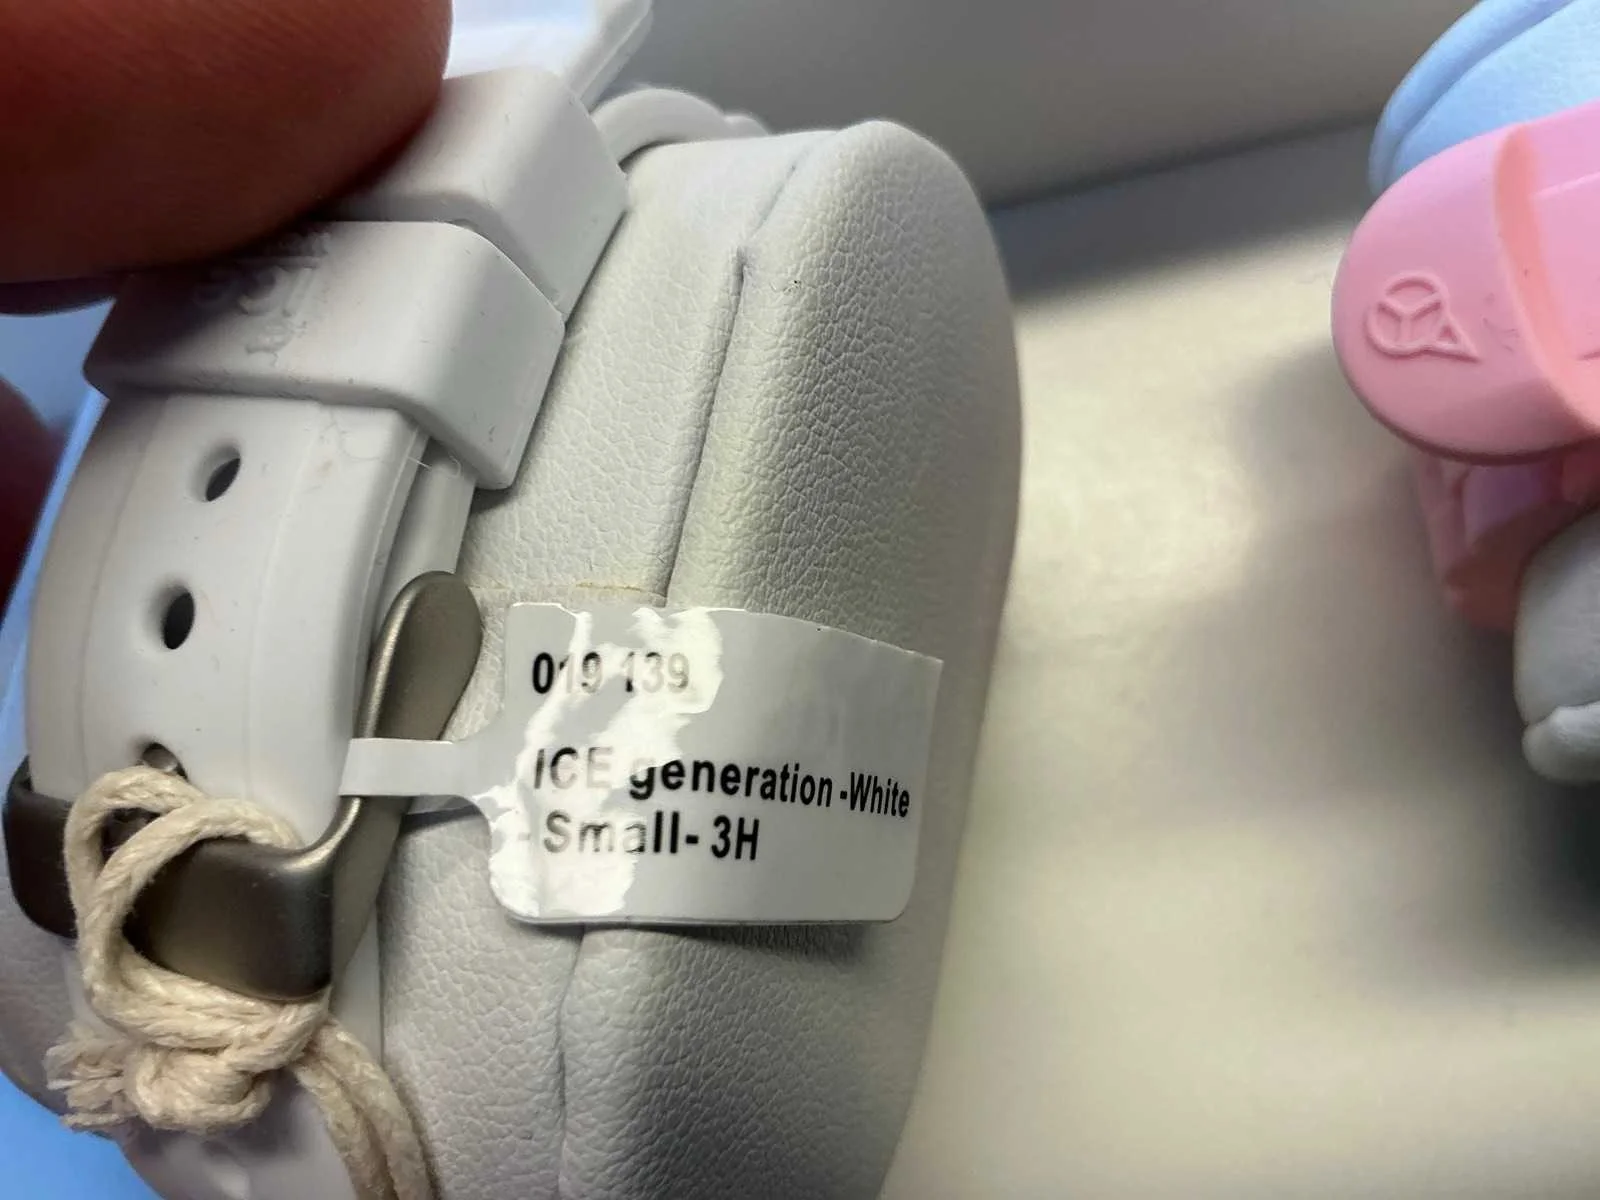 019 139
ICE generation -White
- Small- 3H